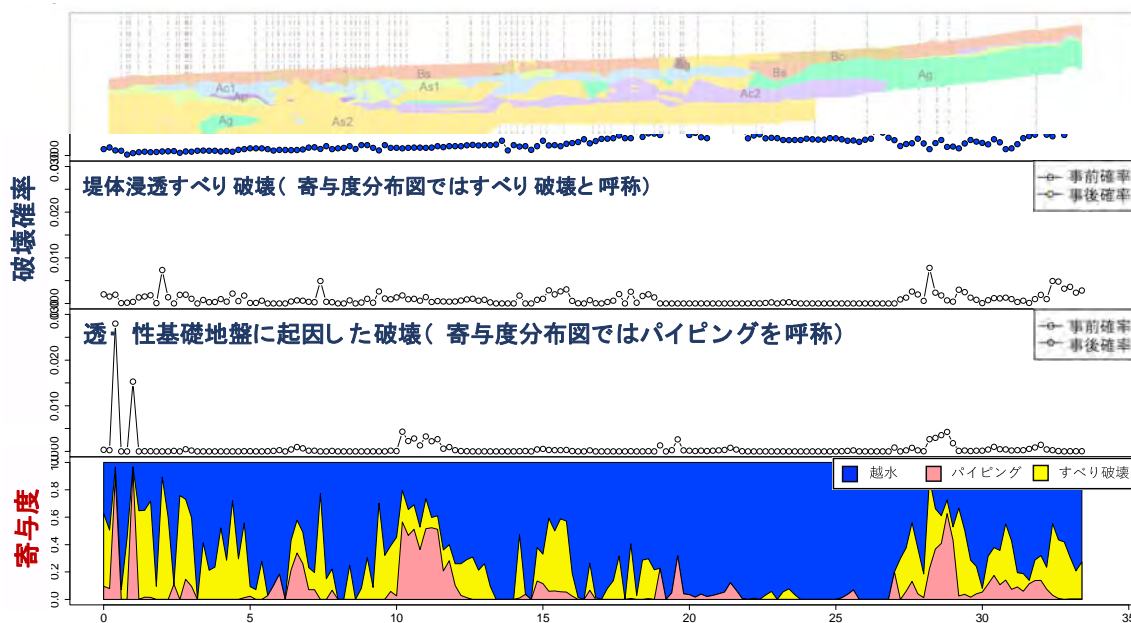 Bs
Bc
Bs
Ag
Ac1
As1
Ac2
Ag
As2
破壊確率
堤体浸透すべり破壊( 寄与度分布図ではすべり破壊と呼称)
事前確率
事後確率
0.020
0.010
透・性基礎地盤に起因した破壊( 寄与度分布図ではパイピングを呼称)
事前確率
事後確率
0.020
0.010
0.000
寄与度
越水 パイピング すべり破壊
0.8
0.6
0.4
0.2
0.0
0 5 10 15 20 25 30 35